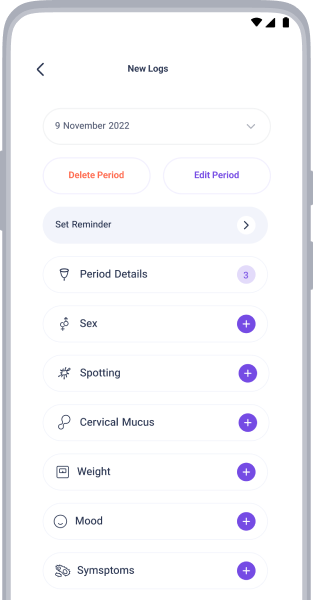 New Logs
9 November 2022
Delete Period
Edit Period
Set Reminder
Period Details
3
Sex
Spotting
Cervical Mucus
Weight
Mood
Symsptoms